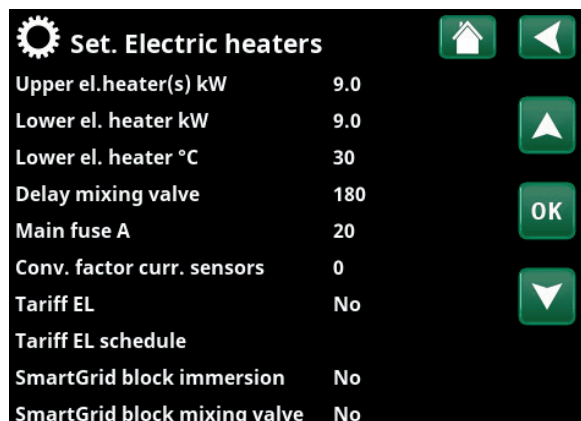 Set. Electric heaters
Upper el.heater(s) kW 9.0
Lower el. heater kW 9.0
Lower el. heater °C 30
Delay mixing valve 180
OK
Main fuse A 20
Conv. factor curr. sensors 0
Tariff EL No
Tariff EL schedule
SmartGrid block immersion No
SmartGrid block mixing valve No